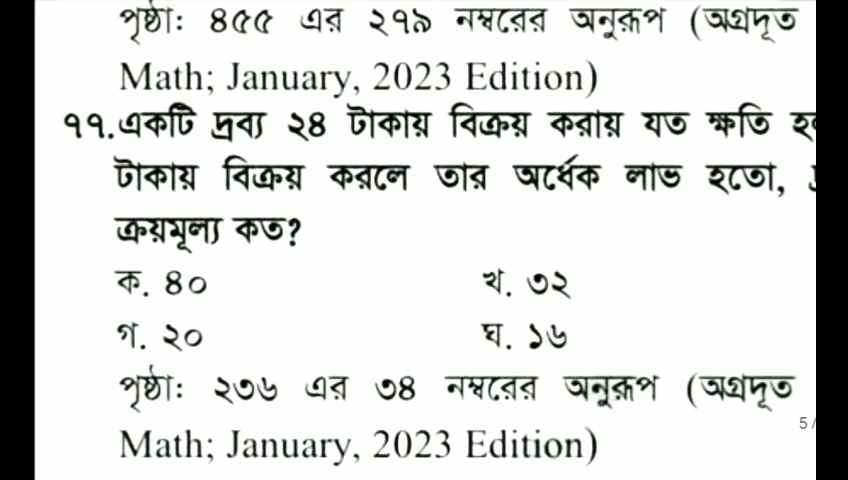 পৃষ্ঠা: ৪৫৫ এর ২৭৯ নম্বরের অনুরূপ (অগ্রদূত
Math; January, 2023 Edition)
৭৭.একটি দ্রব্য ২৪ টাকায় বিক্রয় করায় যত ক্ষতি
টাকায় বিক্রয় করলে তার অর্ধেক লাভ হতো,
ক্রয়মূল্য কত?
ক. ৪০ খ. ৩২
গ. ২০ ঘ. ১৬
পৃষ্ঠা: ২৩৬ এর ৩৪ নম্বরের অনুরূপ (অগ্রদূত
5/
Math; January, 2023 Edition)